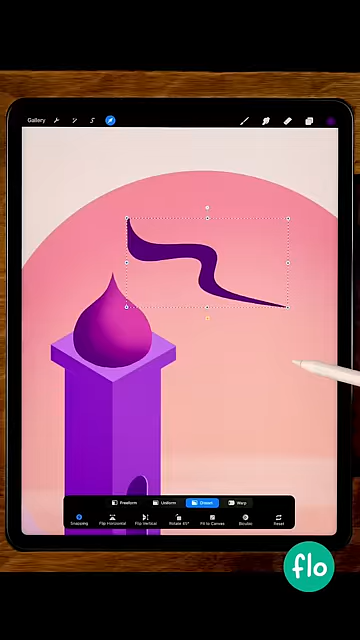 Gallery
Freeform Uniform Distort Warp
Snapping Flip Horizontal Flip Vertical Rotate 45° Fit to Canvas Bicubic Reset
flo